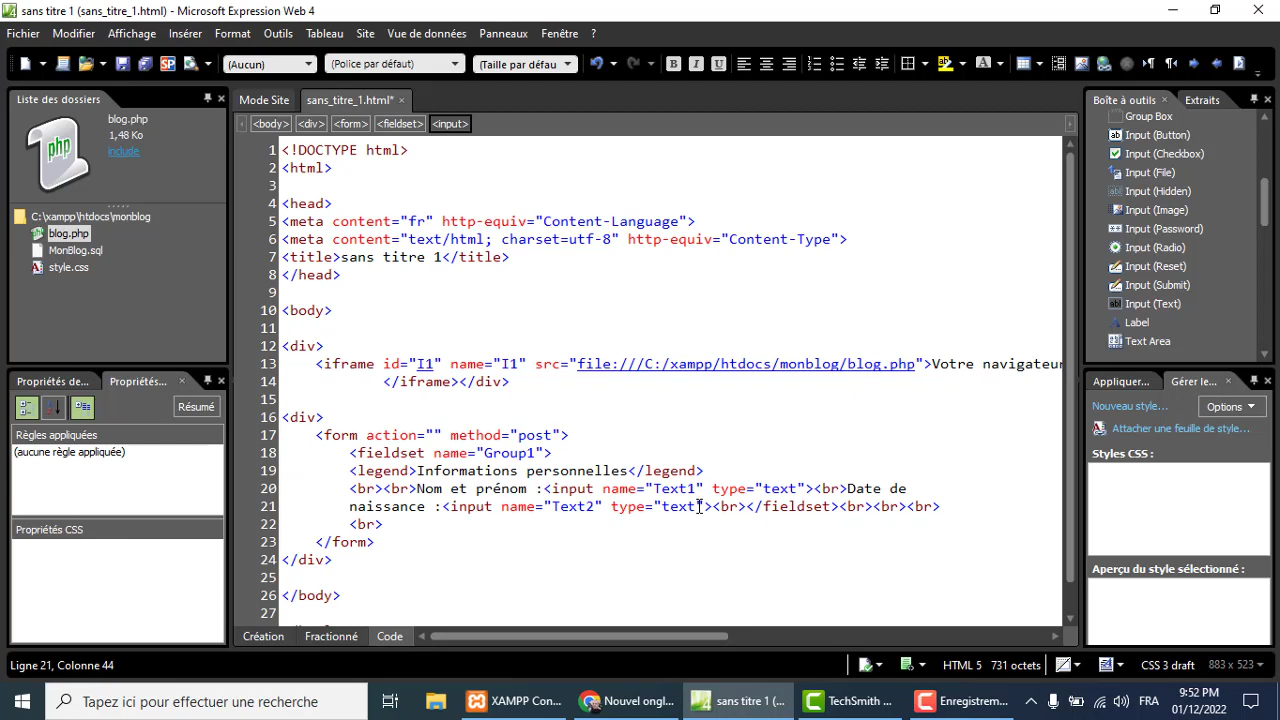 sans titre 1 (sans_titre_1.html) - Microsoft Expression Web 4
Fichier Modifier Affichage Insérer Format Outils Tableau Site Vue de données Panneaux Fenêtre ?
(Aucun) (Police par défaut) (Taille par défau
Liste des dossiers
blog.php
1,48 Ko
include
C:\xampp\htdocs\monblog
blog.php
MonBlog.sql
style.css
Propriétés de... Propriétés...
Résumé
Règles appliquées
(aucune règle appliquée)
Propriétés CSS
Mode Site sans_titre_1.html*
<body> <div> <form> <fieldset> <input>
1 <!DOCTYPE html>
2 <html>
3
4 <head>
5 <meta content="fr" http-equiv="Content-Language">
6 <meta content="text/html; charset=utf-8" http-equiv="Content-Type">
7 <title>sans titre 1</title>
8 </head>
9
10 <body>
11
12 <div>
13 <iframe id="I1" name="I1" src="file:///C:/xampp/htdocs/monblog/blog.php">Votre navigateur
14 </iframe></div>
15
16 <div>
17 <form action="" method="post">
18 <fieldset name="Group1">
19 <legend>Informations personnelles</legend>
20 <br><br>Nom et prénom :<input name="Text1" type="text"><br>Date de
21 naissance :<input name="Text2" type="text"><br></fieldset><br><br><br>
22 <br>
23 </form>
24 </div>
25
26 </body>
27
Création Fractionné Code
Boîte à outils Extraits
Group Box
Input (Button)
Input (Checkbox)
Input (File)
Input (Hidden)
Input (Image)
Input (Password)
Input (Radio)
Input (Reset)
Input (Submit)
Input (Text)
Label
Text Area
Appliquer... Gérer le...
Nouveau style... Options
Attacher une feuille de style...
Styles CSS :
Aperçu du style sélectionné :
Ligne 21, Colonne 44
HTML 5 731 octets CSS 3 draft 883 x 523
Tapez ici pour effectuer une recherche
XAMPP Con... Nouvel ongl... sans titre 1 (... TechSmith ... Enregistrem...
FRA
9:52 PM
01/12/2022